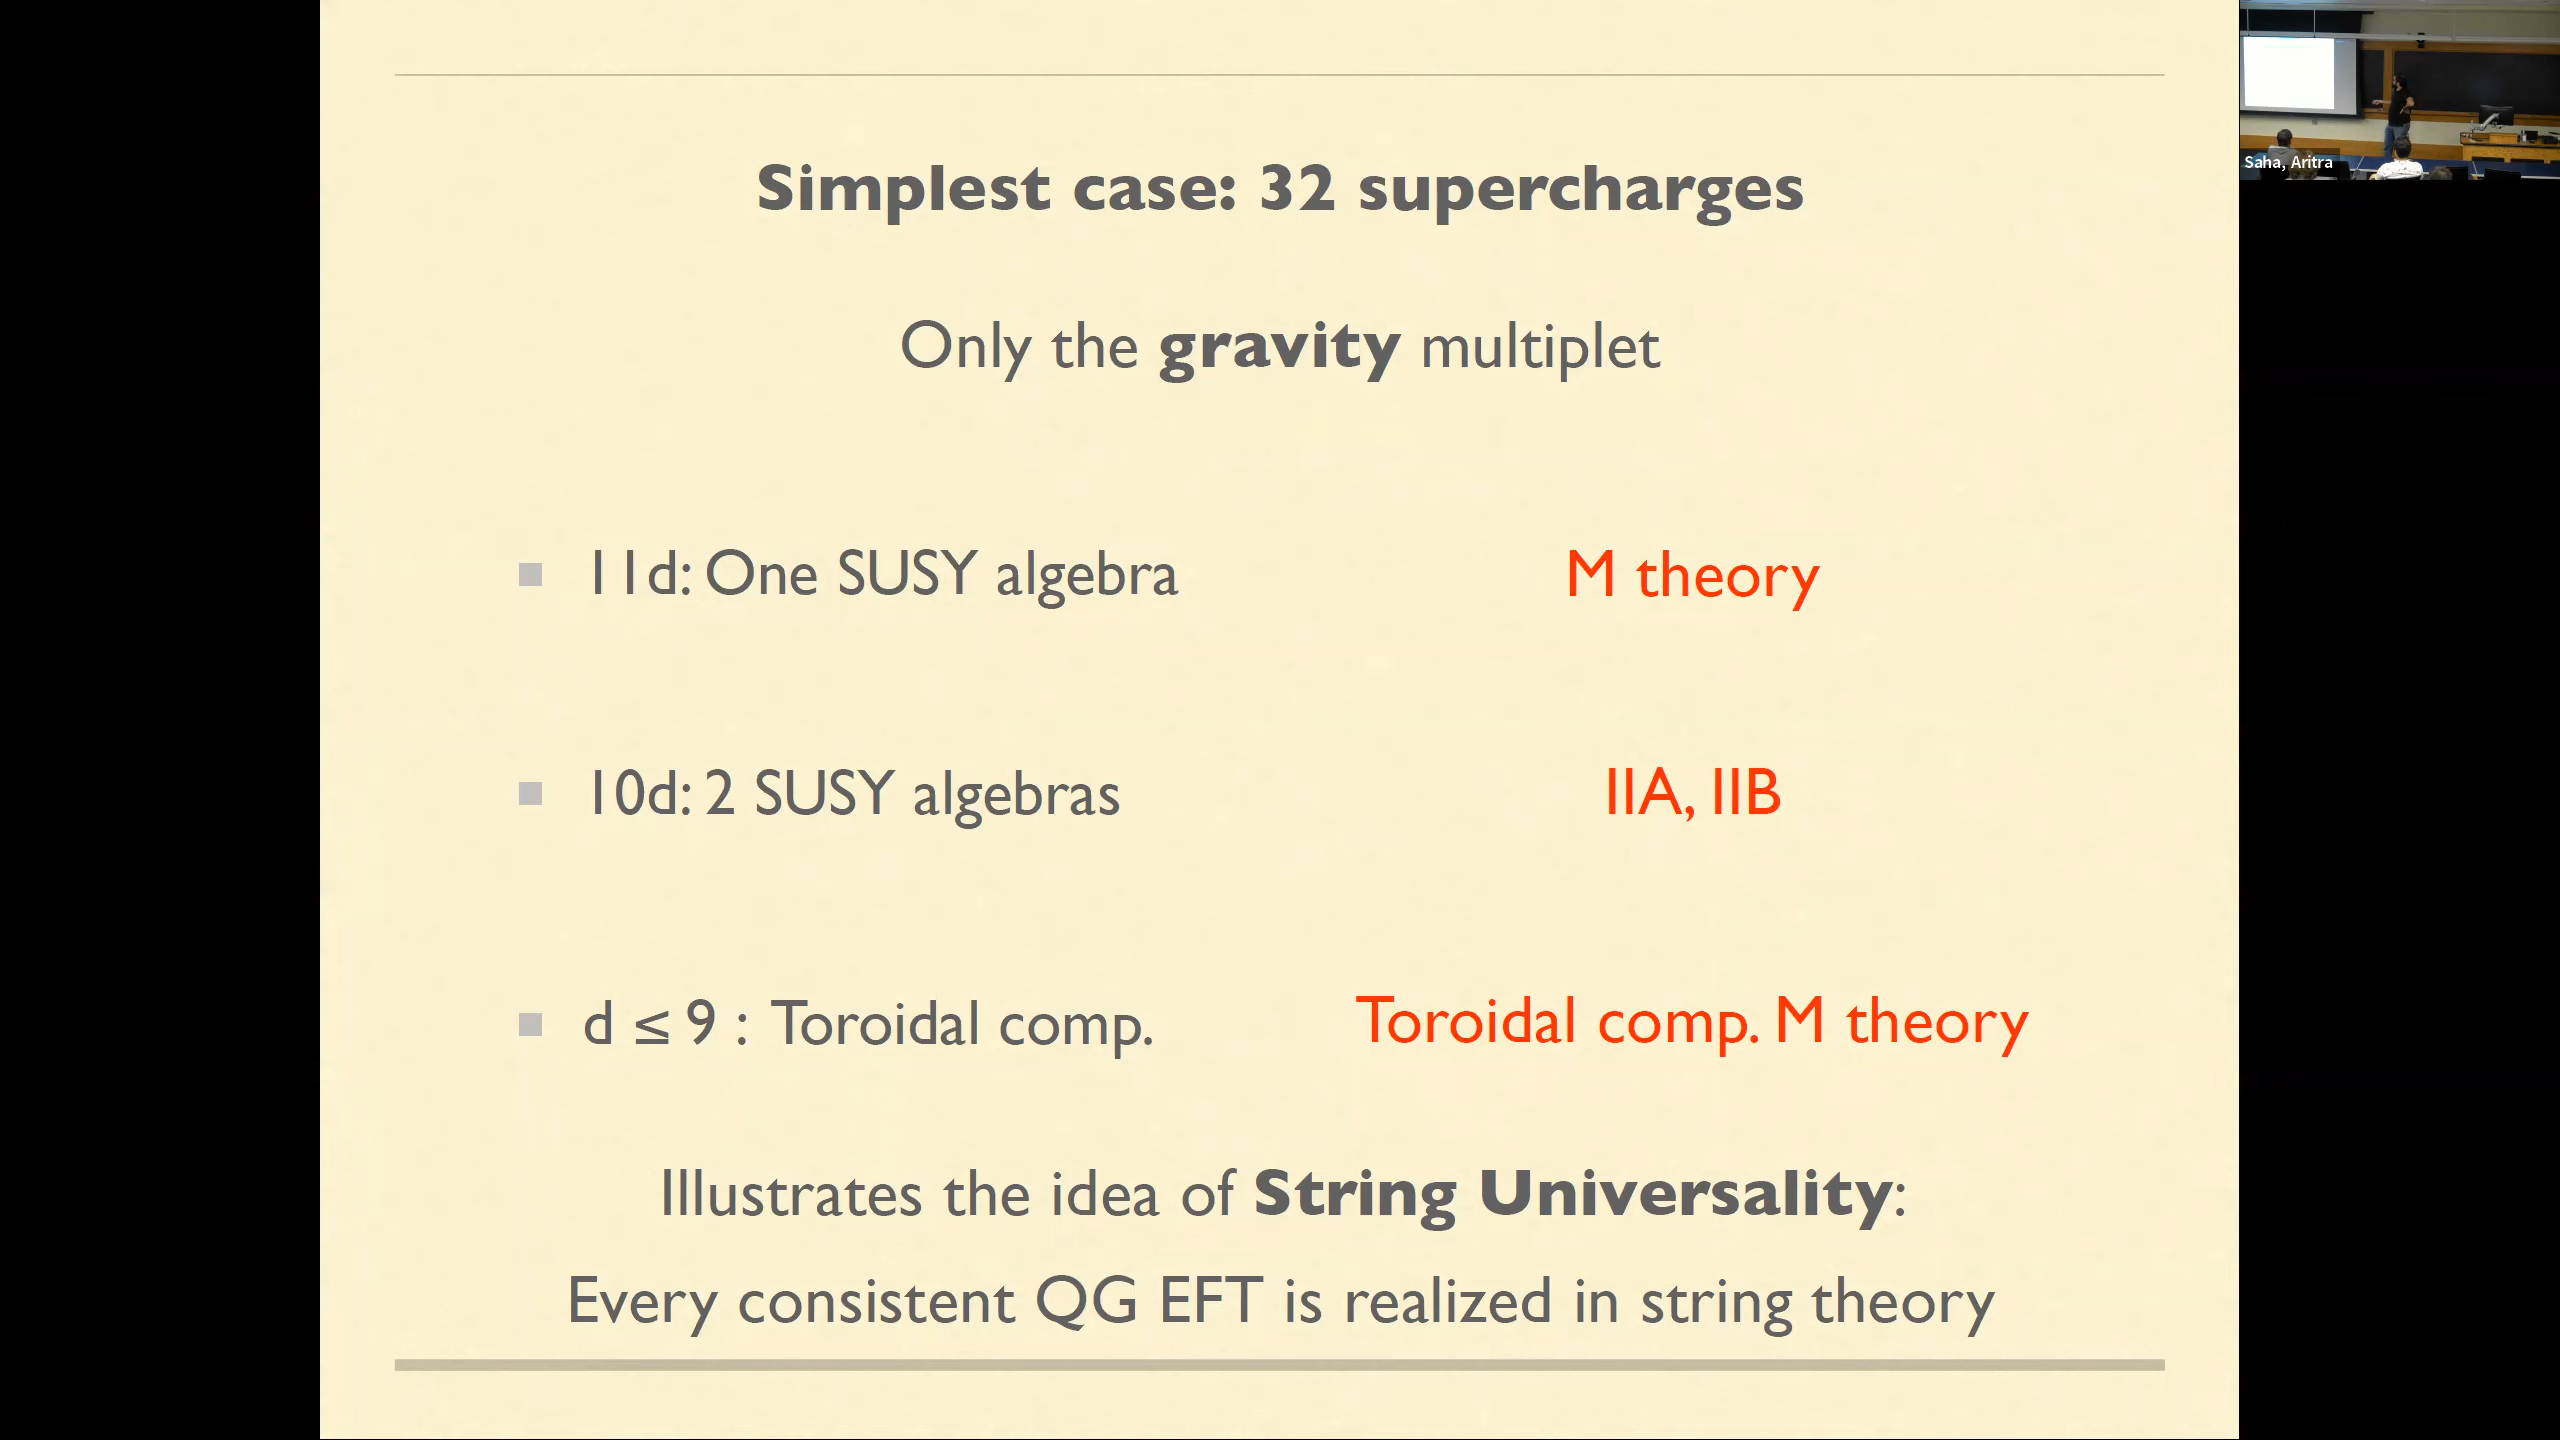 Simplest case: 32 supercharges
Saha, Aritra
Only the gravity multiplet
11d: One SUSY algebra
M theory
10d: 2 SUSY algebras
IIA, IIB
d ≤ 9 : Toroidal comp.
Toroidal comp. M theory
Illustrates the idea of String Universality:
Every consistent QG EFT is realized in string theory